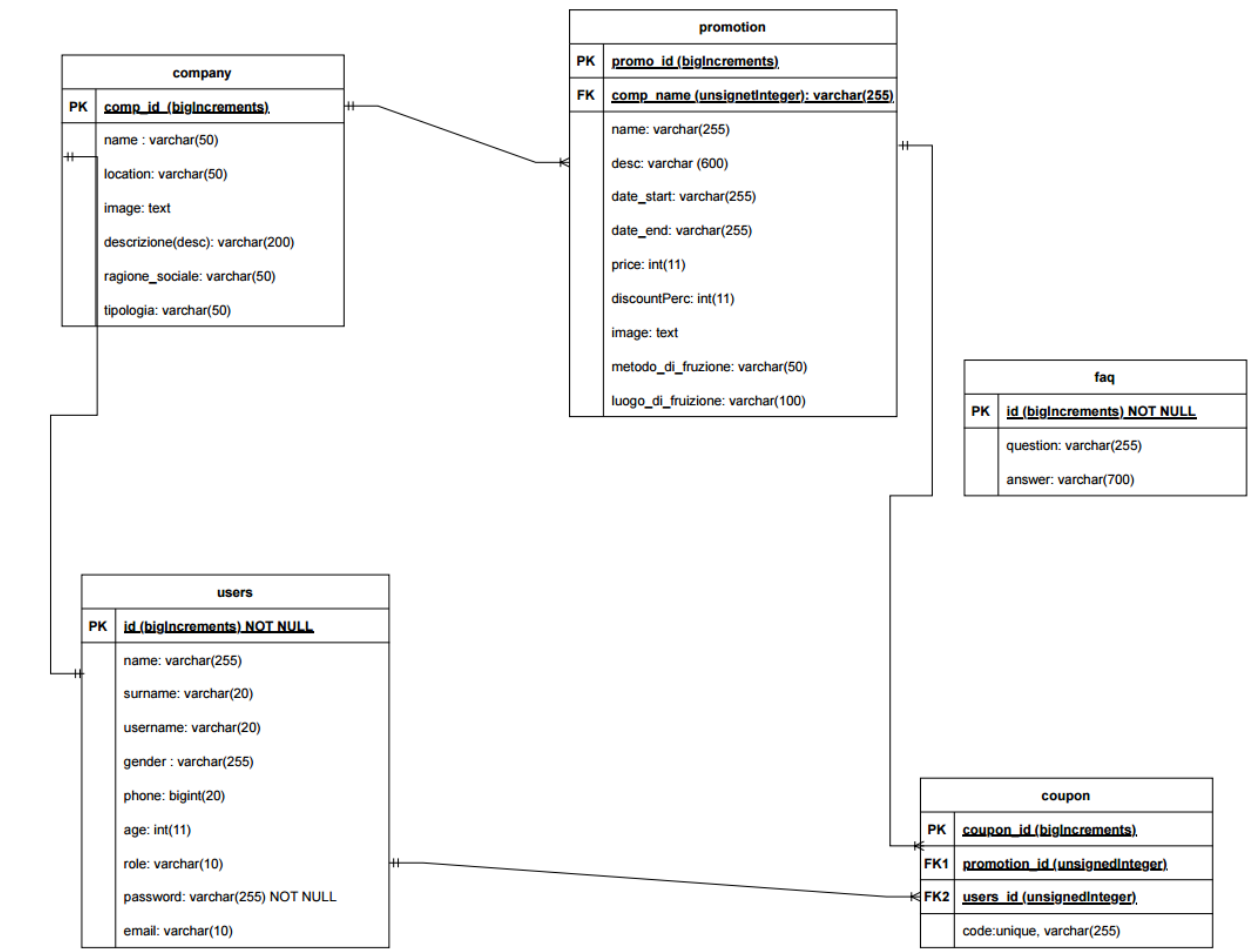 company
PK comp_id (bigIncrements)
name : varchar(50)
location: varchar(50)
image: text
descrizione(desc): varchar(200)
ragione_sociale: varchar(50)
tipologia: varchar(50)
promotion
PK promo_id (bigIncrements)
FK comp_name (unsignetInteger): varchar(255)
name: varchar(255)
desc: varchar (600)
date_start: varchar(255)
date_end: varchar(255)
price: int(11)
discountPerc: int(11)
image: text
metodo_di_fruzione: varchar(50)
luogo_di_fruizione: varchar(100)
faq
PK id (bigIncrements) NOT NULL
question: varchar(255)
answer: varchar(700)
users
PK id (bigIncrements) NOT NULL
name: varchar(255)
surname: varchar(20)
username: varchar(20)
gender : varchar(255)
phone: bigint(20)
age: int(11)
role: varchar(10)
password: varchar(255) NOT NULL
email: varchar(10)
coupon
PK coupon_id (bigIncrements)
FK1 promotion_id (unsignedInteger)
FK2 users_id (unsignedInteger)
code:unique, varchar(255)